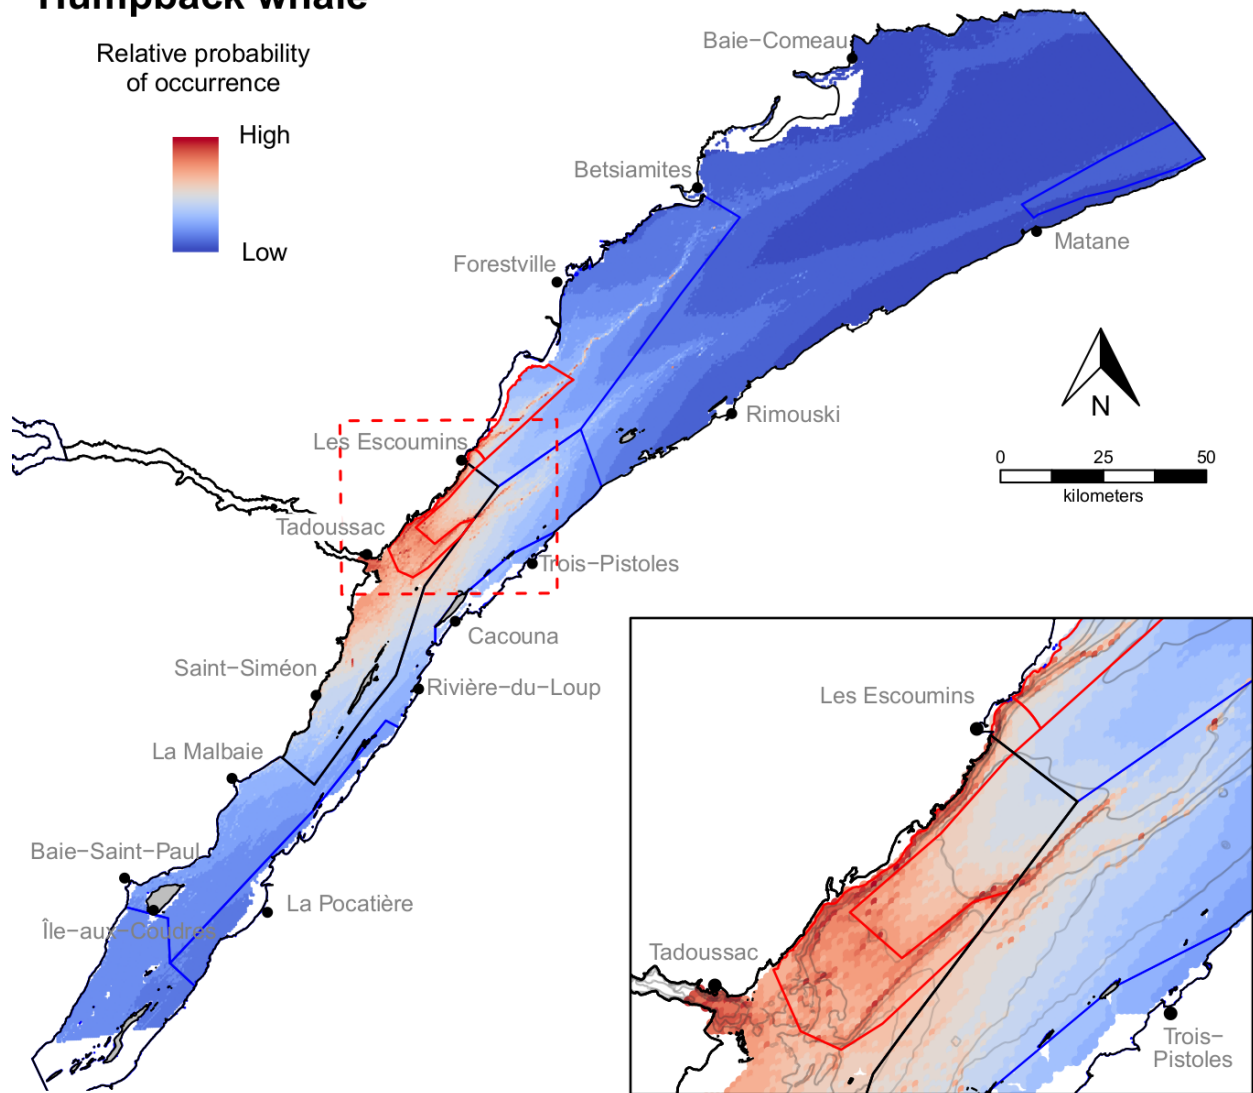 Humpback whale
Relative probability
of occurrence
High
Low
Baie−Comeau
Betsiamites
Forestville
Matane
Rimouski
N
0 25 50
kilometers
Les Escoumins
Tadoussac
Trois−Pistoles
Cacouna
Saint−Siméon
Rivière−du−Loup
La Malbaie
Baie−Saint−Paul
La Pocatière
Île−aux−Coudres
Les Escoumins
Tadoussac
Trois−
Pistoles